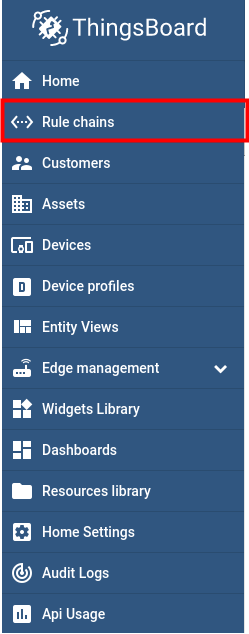 ThingsBoard
Home
Rule chains
Customers
Assets
Devices
D
Device profiles
Entity Views
Edge management
Widgets Library
Dashboards
Resources library
Home Settings
Audit Logs
Api Usage